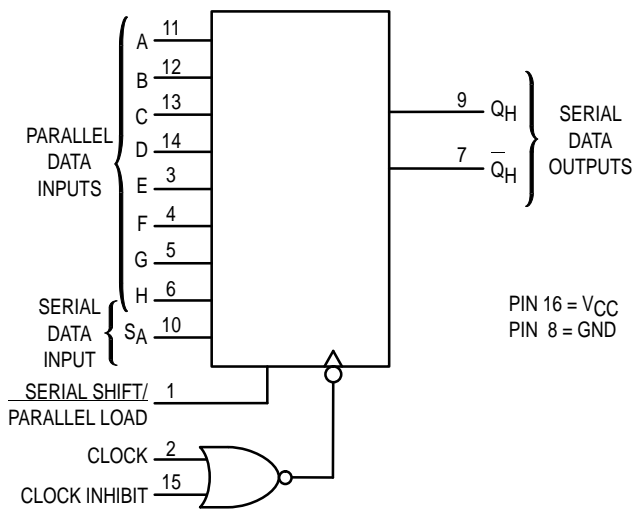 PARALLEL
DATA
INPUTS
A 11
B 12
C 13
D 14
E 3
F 4
G 5
H 6
SERIAL
DATA
INPUT
SA 10
SERIAL SHIFT/
PARALLEL LOAD
1
CLOCK 2
CLOCK INHIBIT 15
9 QH
7 Q̅H
SERIAL
DATA
OUTPUTS
PIN 16 = VCC
PIN 8 = GND